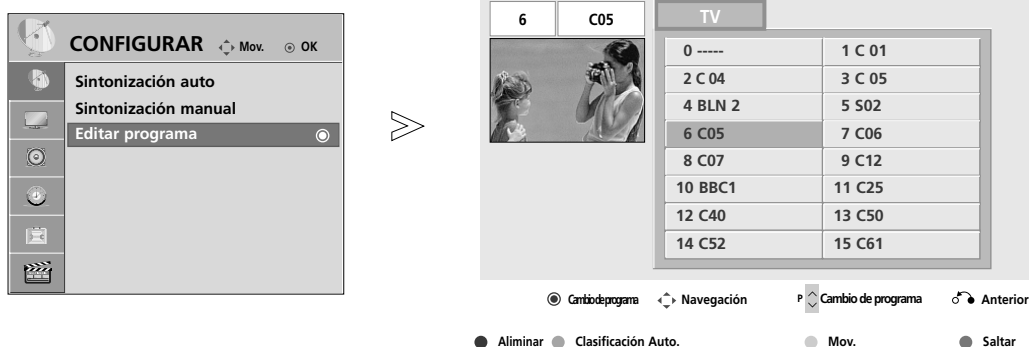 CONFIGURAR Mov. OK
Sintonización auto
Sintonización manual
Editar programa
6 C05
TV
0 ----- 1 C 01
2 C 04 3 C 05
4 BLN 2 5 S02
6 C05 7 C06
8 C07 9 C12
10 BBC1 11 C25
12 C40 13 C50
14 C52 15 C61
Cambio de programa Navegación P Cambio de programa Anterior
Aliminar Clasificación Auto. Mov. Saltar